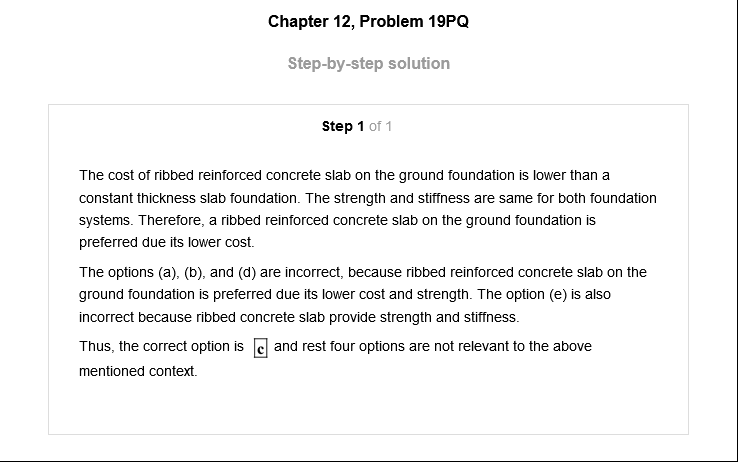 Chapter 12, Problem 19PQ
Step-by-step solution
Step 1 of 1
The cost of ribbed reinforced concrete slab on the ground foundation is lower than a
constant thickness slab foundation. The strength and stiffness are same for both foundation
systems. Therefore, a ribbed reinforced concrete slab on the ground foundation is
preferred due its lower cost.
The options (a), (b), and (d) are incorrect, because ribbed reinforced concrete slab on the
ground foundation is preferred due its lower cost and strength. The option (e) is also
incorrect because ribbed concrete slab provide strength and stiffness.
Thus, the correct option is c and rest four options are not relevant to the above
mentioned context.